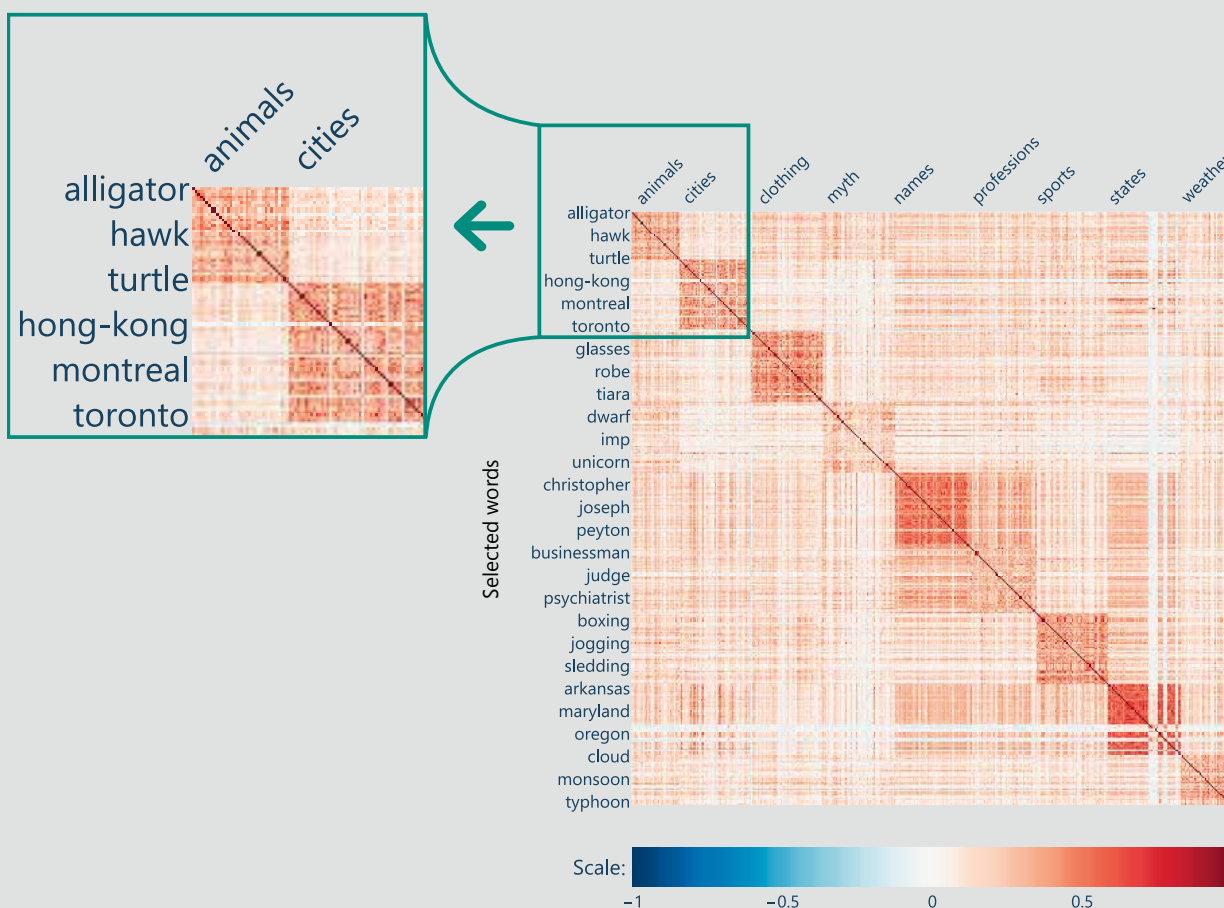 animals
cities
alligator
hawk
turtle
hong-kong
montreal
toronto
animals
cities
clothing
myth
names
professions
sports
states
weather
Selected words
alligator
hawk
turtle
hong-kong
montreal
toronto
glasses
robe
tiara
dwarf
imp
unicorn
christopher
joseph
peyton
businessman
judge
psychiatrist
boxing
jogging
sledding
arkansas
maryland
oregon
cloud
monsoon
typhoon
Scale:
−1 −0.5 0 0.5